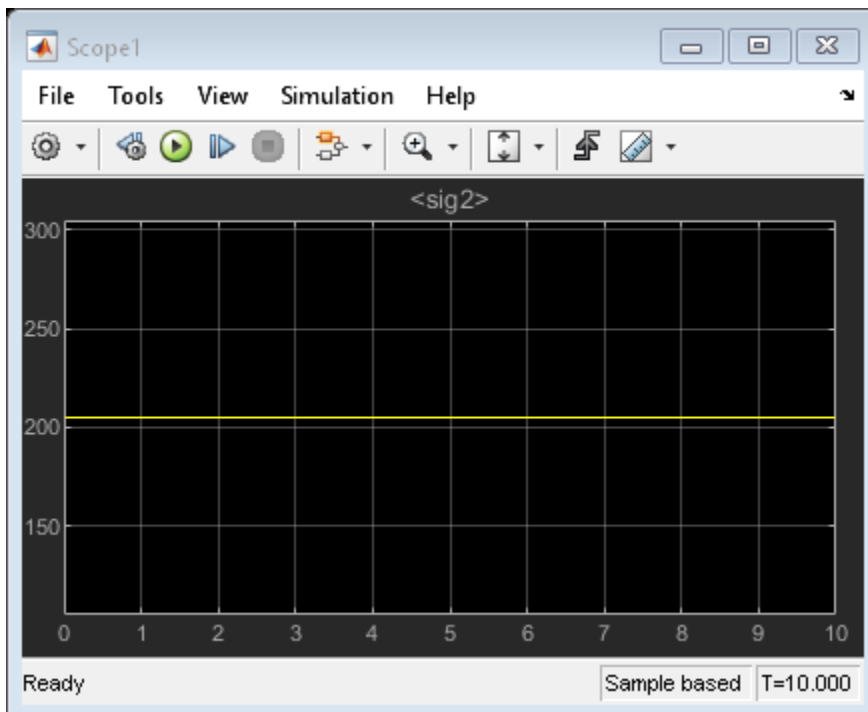 Scope1
File Tools View Simulation Help
<sig2>
300
250
200
150
0 1 2 3 4 5 6 7 8 9 10
Ready Sample based T=10.000